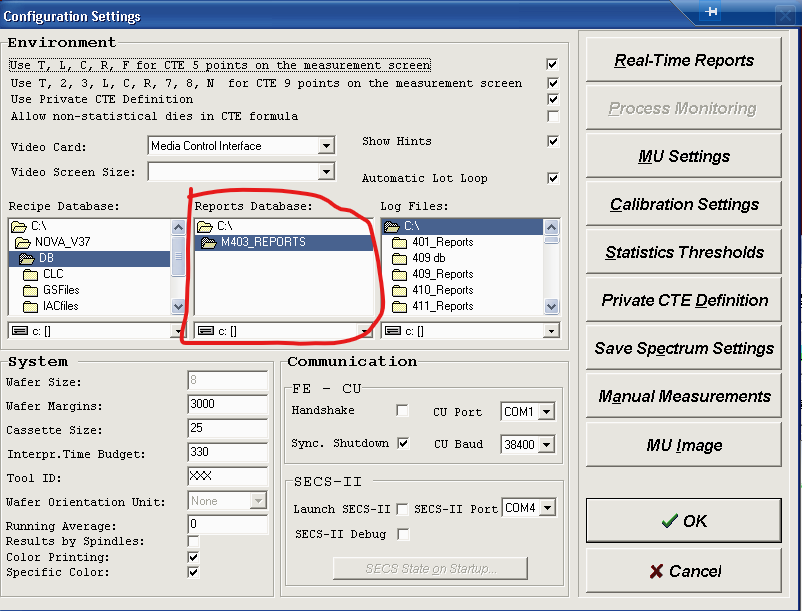 Configuration Settings
Environment
Use T, L, C, R, F for CTE 5 points on the measurement screen
Use T, 2, 3, L, C, R, 7, 8, N for CTE 9 points on the measurement screen
Use Private CTE Definition
Allow non-statistical dies in CTE formula
Video Card: Media Control Interface
Show Hints
Video Screen Size:
Automatic Lot Loop
Recipe Database:
C:\
NOVA_V37
DB
CLC
GSFiles
IACfiles
c: []
Reports Database:
C:\
M403_REPORTS
c: []
Log Files:
C:\
401_Reports
409 db
409_Reports
410_Reports
411_Reports
c: []
System
Wafer Size: 8
Wafer Margins: 3000
Cassette Size: 25
Interpr.Time Budget: 330
Tool ID: XXX
Wafer Orientation Unit: None
Running Average: 0
Results by Spindles:
Color Printing:
Specific Color:
Communication
FE - CU
Handshake CU Port COM1
Sync. Shutdown CU Baud 38400
SECS-II
Launch SECS-II SECS-II Port COM4
SECS-II Debug
SECS State on Startup...
Real-Time Reports
Process Monitoring
MU Settings
Calibration Settings
Statistics Thresholds
Private CTE Definition
Save Spectrum Settings
Manual Measurements
MU Image
OK
Cancel